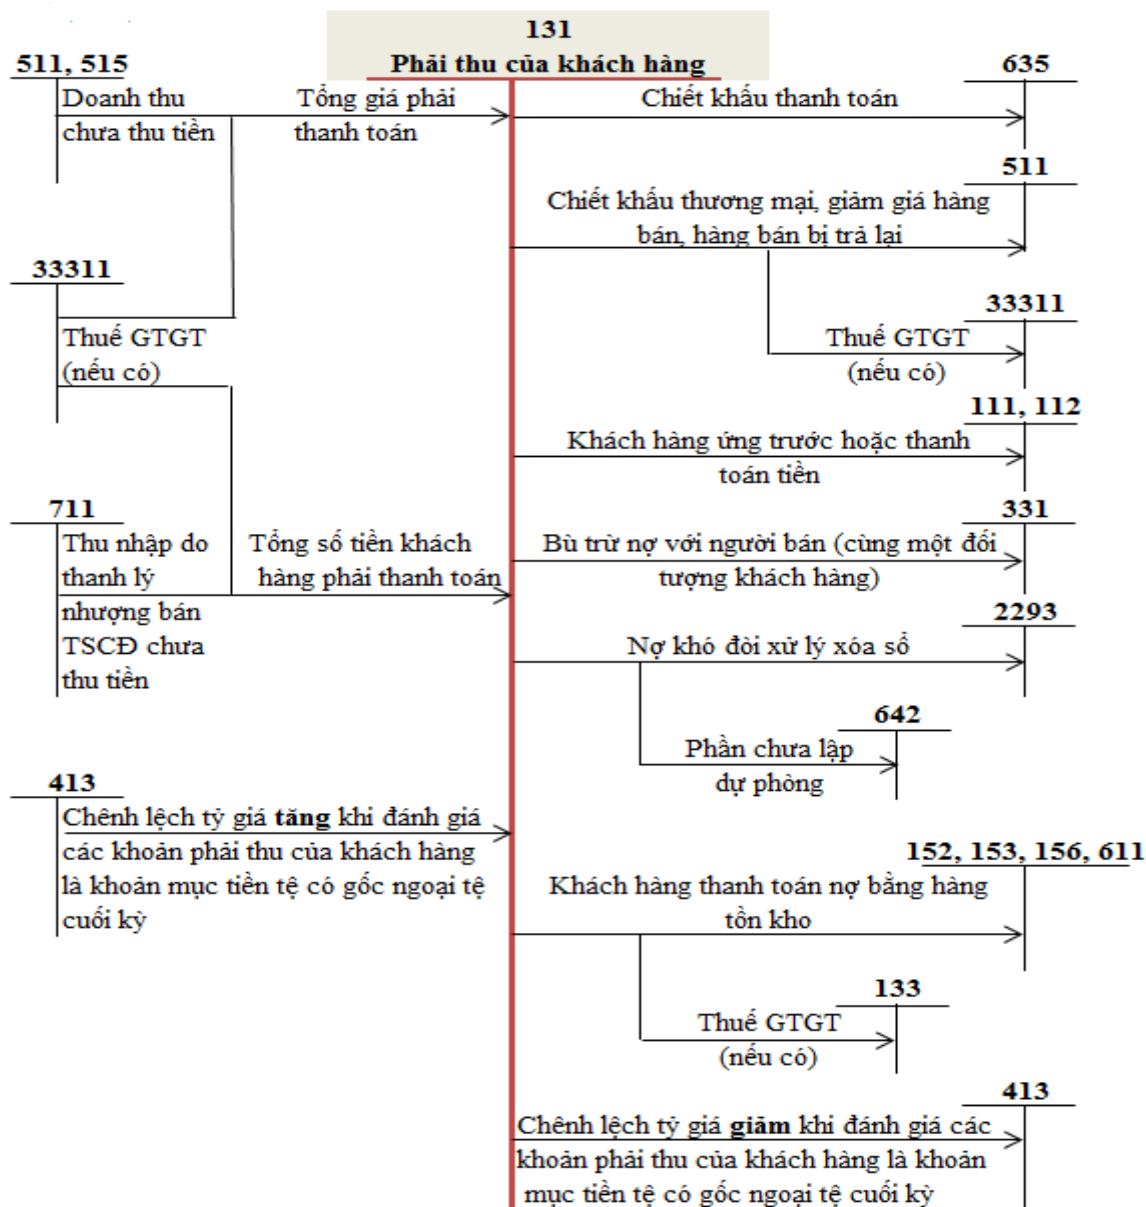 131
Phải thu của khách hàng
511, 515
Doanh thu
chưa thu tiền
Tổng giá phải
thanh toán
33311
Thuế GTGT
(nếu có)
711
Thu nhập do
thanh lý
nhượng bán
TSCĐ chưa
thu tiền
Tổng số tiền khách
hàng phải thanh toán
413
Chênh lệch tỷ giá tăng khi đánh giá
các khoản phải thu của khách hàng
là khoản mục tiền tệ có gốc ngoại tệ
cuối kỳ
635
Chiết khấu thanh toán
511
Chiết khấu thương mại, giảm giá hàng
bán, hàng bán bị trả lại
33311
Thuế GTGT
(nếu có)
111, 112
Khách hàng ứng trước hoặc thanh
toán tiền
331
Bù trừ nợ với người bán (cùng một đối
tượng khách hàng)
2293
Nợ khó đòi xử lý xóa sổ
642
Phần chưa lập
dự phòng
152, 153, 156, 611
Khách hàng thanh toán nợ bằng hàng
tồn kho
133
Thuế GTGT
(nếu có)
413
Chênh lệch tỷ giá giảm khi đánh giá các
khoản phải thu của khách hàng là khoản
mục tiền tệ có gốc ngoại tệ cuối kỳ